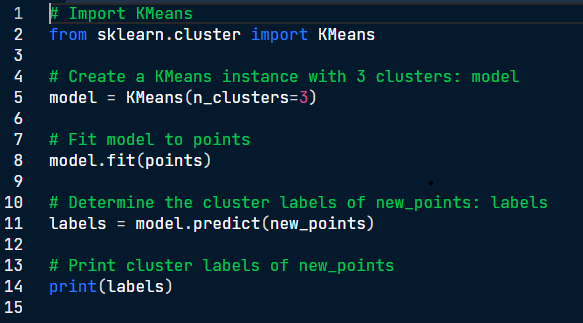 1 # Import KMeans
2 from sklearn.cluster import KMeans
3
4 # Create a KMeans instance with 3 clusters: model
5 model = KMeans(n_clusters=3)
6
7 # Fit model to points
8 model.fit(points)
9
10 # Determine the cluster labels of new_points: labels
11 labels = model.predict(new_points)
12
13 # Print cluster labels of new_points
14 print(labels)
15